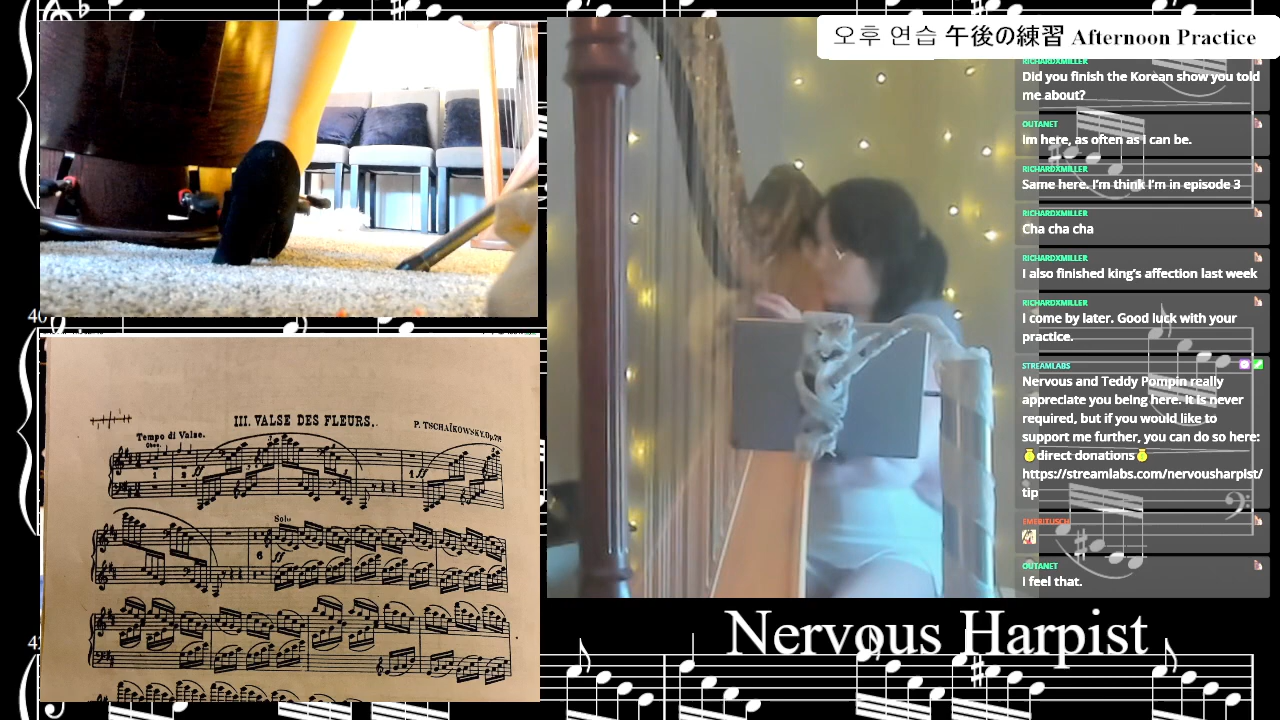 오후 연습 午後の練習 Afternoon Practice
RICHARDXMILLER
Did you finish the Korean show you told
me about?
OUTANET
Im here, as often as I can be.
RICHARDXMILLER
Same here. I'm think I'm in episode 3
RICHARDXMILLER
Cha cha cha
RICHARDXMILLER
I also finished king's affection last week
RICHARDXMILLER
I come by later. Good luck with your
practice.
STREAMLABS
Nervous and Teddy Pompin really
appreciate you being here. It is never
required, but if you would like to
support me further, you can do so here:
💰direct donations💰
https://streamlabs.com/nervousharpist/
tip
OUTANET
I feel that.
III. VALSE DES FLEURS.
P. TSCHAÏKOWSKY.
Tempo di Valse.
Solo
6
40
Nervous Harpist